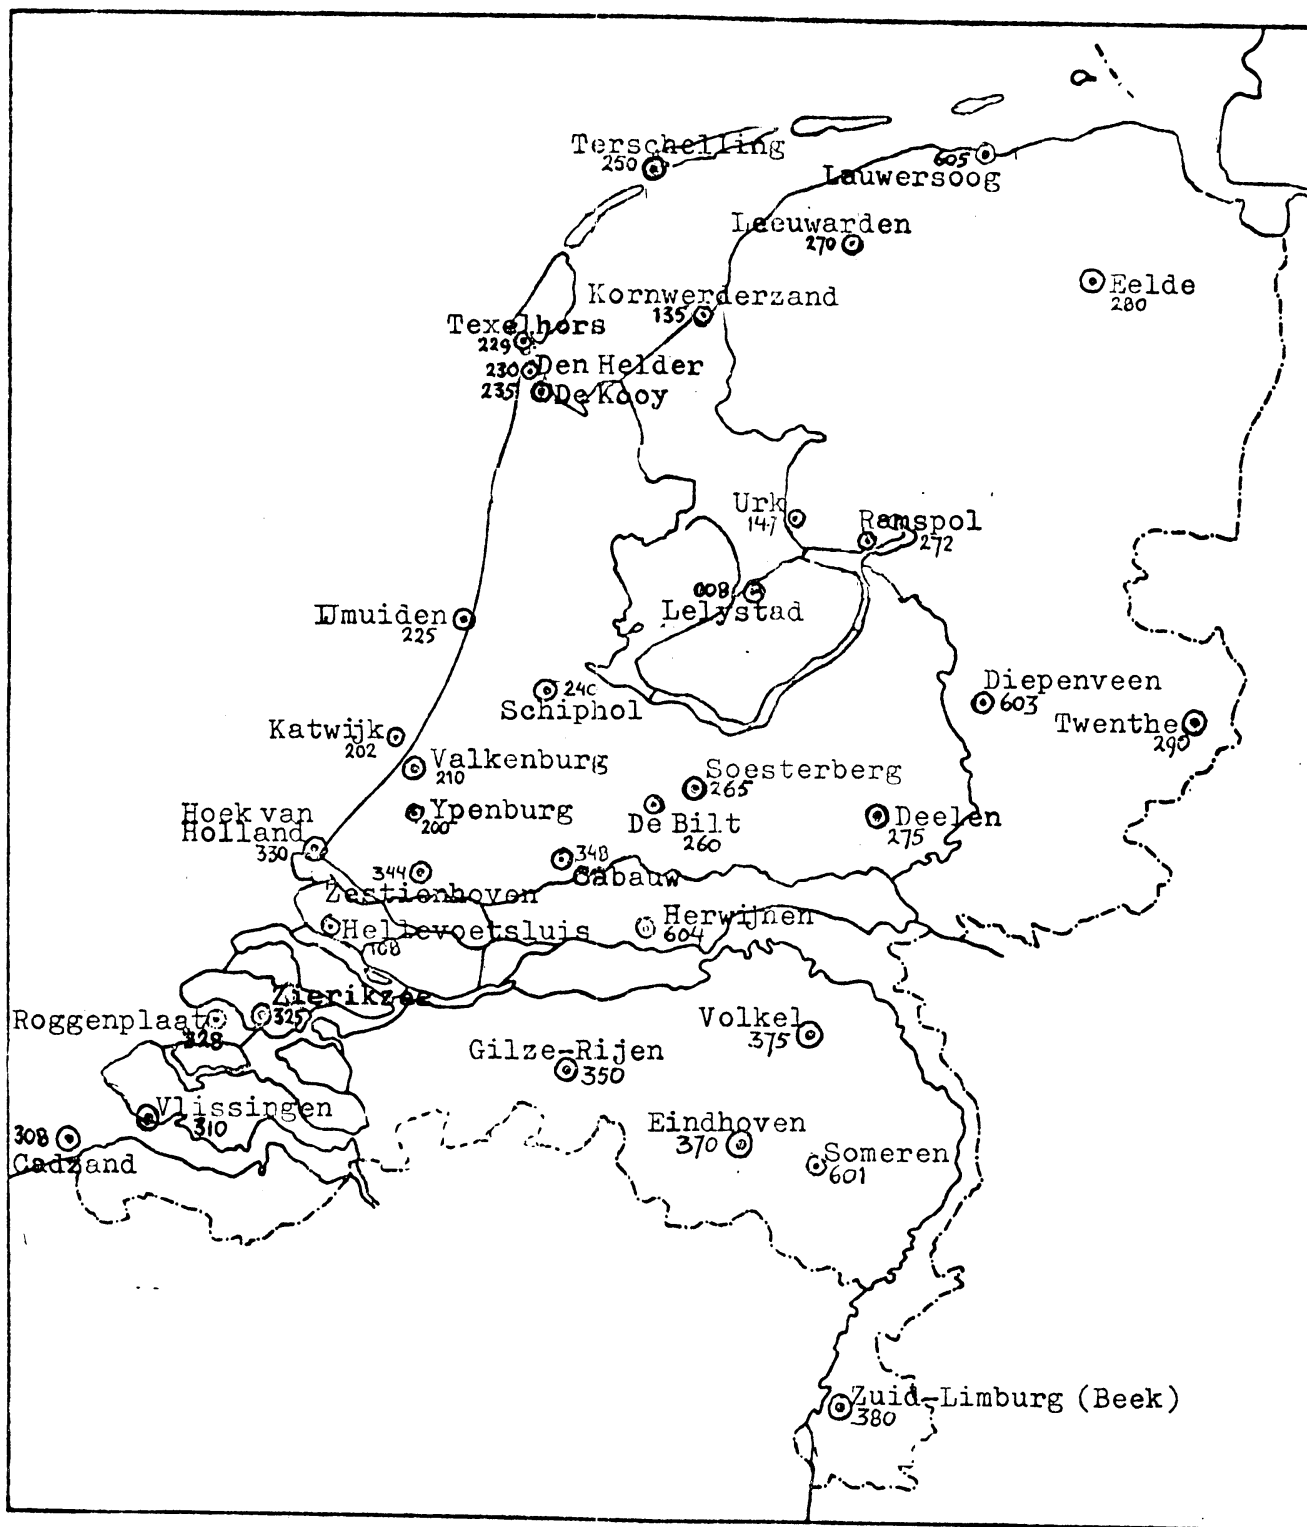 Terschelling
250
605
Lauwersoog
Leeuwarden
270
Eelde
280
Kornwerderzand
135
Texelhors
229
230 Den Helder
235 De Kooy
Urk
147
Ramspol
272
008
Lelystad
IJmuiden
225
Diepenveen
603
240
Schiphol
Twenthe
290
Katwijk
202
Valkenburg
210
Soesterberg
265
Ypenburg
200
De Bilt
260
Deelen
275
Hoek van
Holland
330
348
Cabauw
344
Zestienhoven
Herwijnen
604
Hellevoetsluis
168
Zierikzee
325
Roggenplaat
328
Volkel
375
Gilze-Rijen
350
Vlissingen
310
308
Cadzand
Eindhoven
370
Someren
601
Zuid-Limburg (Beek)
380